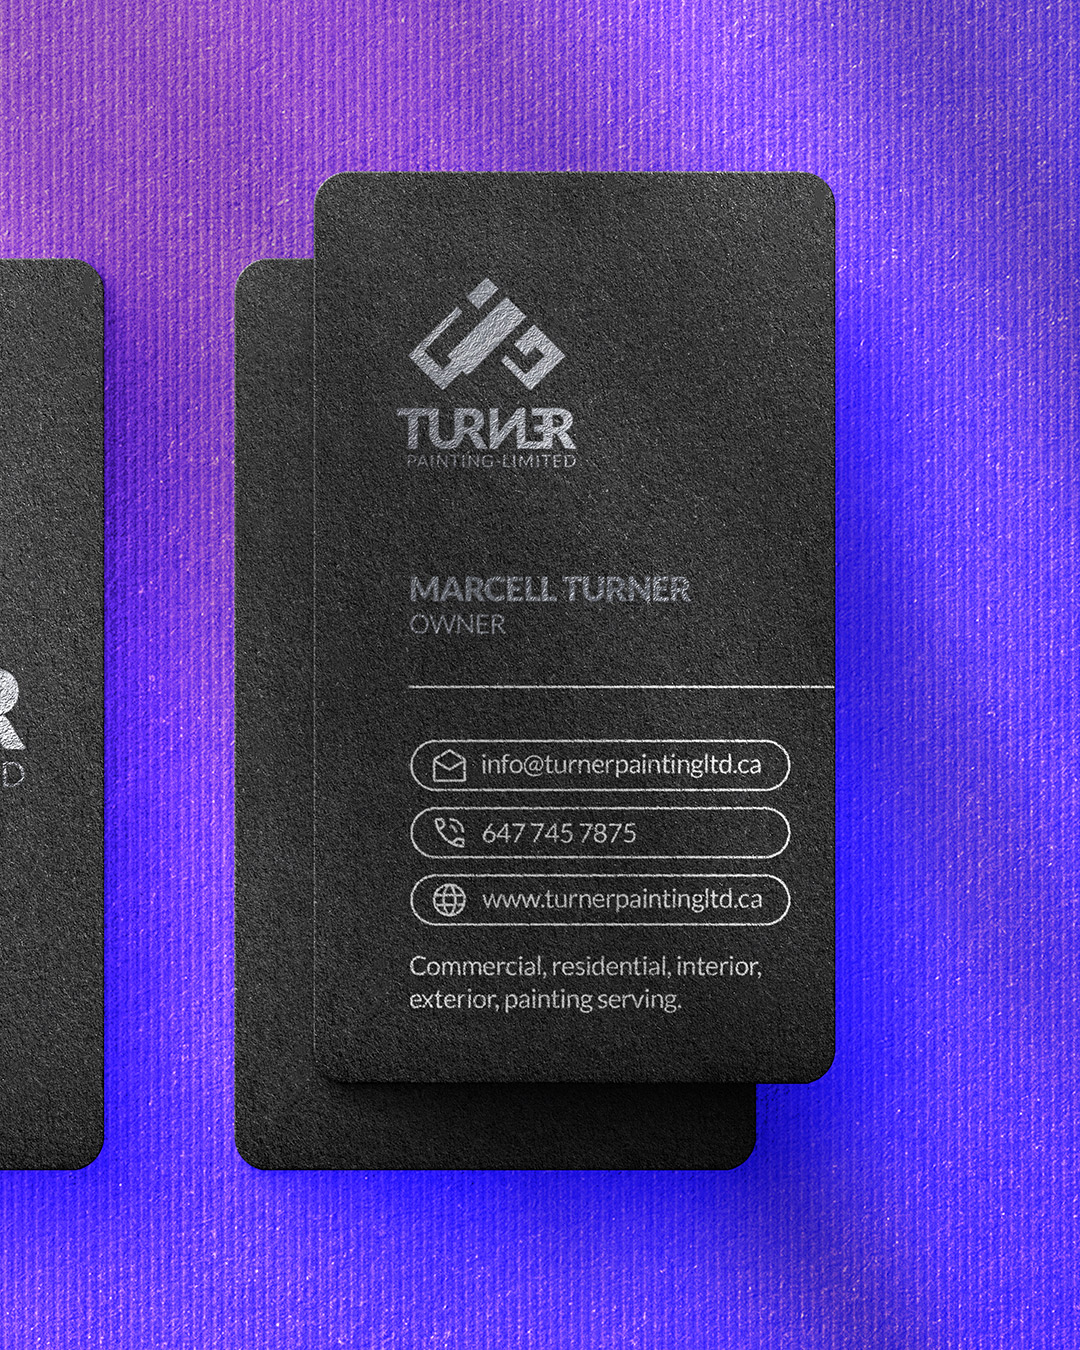 TURNER
PAINTING-LIMITED
MARCELL TURNER
OWNER
info@turnerpaintingltd.ca
647 745 7875
www.turnerpaintingltd.ca
Commercial, residential, interior,
exterior, painting serving.
R
D